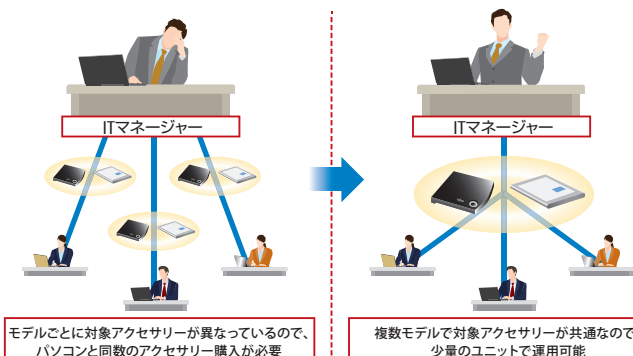 ITマネージャー
ITマネージャー
モデルごとに対象アクセサリーが異なっているので、
パソコンと同数のアクセサリー購入が必要
複数モデルで対象アクセサリーが共通なので
少量のユニットで運用可能